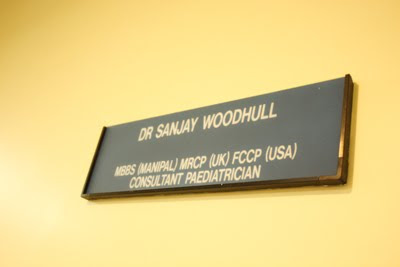 DR SANJAY WOODHULL
MBBS (MANIPAL) MRCP (UK) FCCP (USA)
CONSULTANT PAEDIATRICIAN